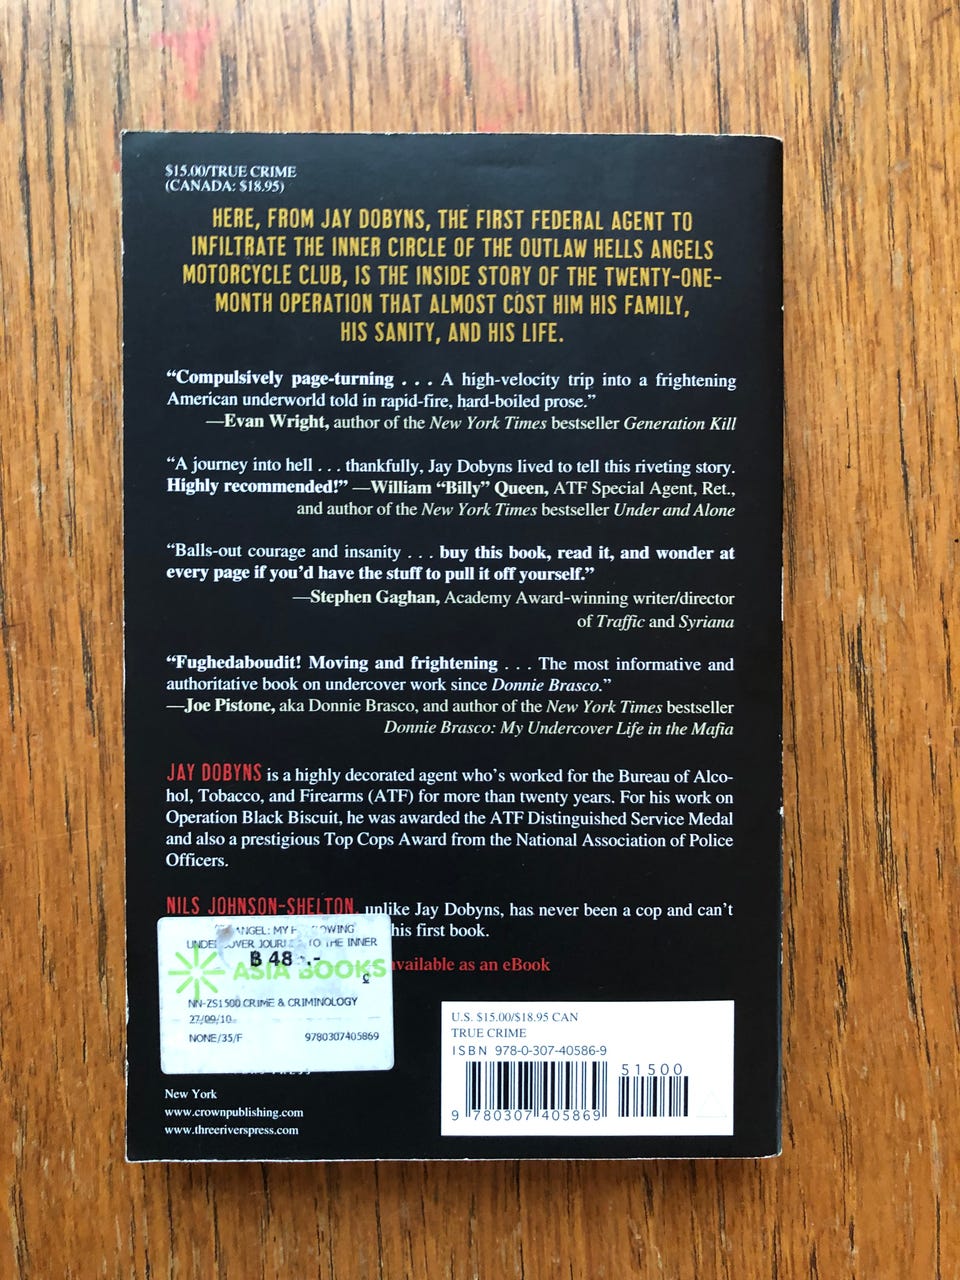 $15.00/TRUE CRIME
(CANADA: $18.95)
HERE, FROM JAY DOBYNS, THE FIRST FEDERAL AGENT TO
INFILTRATE THE INNER CIRCLE OF THE OUTLAW HELLS ANGELS
MOTORCYCLE CLUB, IS THE INSIDE STORY OF THE TWENTY-ONE-
MONTH OPERATION THAT ALMOST COST HIM HIS FAMILY,
HIS SANITY, AND HIS LIFE.
“Compulsively page-turning . . . A high-velocity trip into a frightening
American underworld told in rapid-fire, hard-boiled prose.”
—Evan Wright, author of the New York Times bestseller Generation Kill
“A journey into hell . . . thankfully, Jay Dobyns lived to tell this riveting story.
Highly recommended!” —William “Billy” Queen, ATF Special Agent, Ret.,
and author of the New York Times bestseller Under and Alone
“Balls-out courage and insanity . . . buy this book, read it, and wonder at
every page if you’d have the stuff to pull it off yourself.”
—Stephen Gaghan, Academy Award-winning writer/director
of Traffic and Syriana
“Fughedaboudit! Moving and frightening . . . The most informative and
authoritative book on undercover work since Donnie Brasco.”
—Joe Pistone, aka Donnie Brasco, and author of the New York Times bestseller
Donnie Brasco: My Undercover Life in the Mafia
JAY DOBYNS is a highly decorated agent who’s worked for the Bureau of Alco-
hol, Tobacco, and Firearms (ATF) for more than twenty years. For his work on
Operation Black Biscuit, he was awarded the ATF Distinguished Service Medal
and also a prestigious Top Cops Award from the National Association of Police
Officers.
NILS JOHNSON-SHELTON, unlike Jay Dobyns, has never been a cop and can’t
his first book.
available as an eBook
ANGEL: MY
JOURNEY TO THE INNER
฿ 48
ASIA BOOKS
NN-ZS1500 CRIME & CRIMINOLOGY
27/09/10
NONE/35/F 9780307405869
U.S. $15.00/$18.95 CAN
TRUE CRIME
ISBN 978-0-307-40586-9
51500
9 780307 405869
New York
www.crownpublishing.com
www.threeriverspress.com